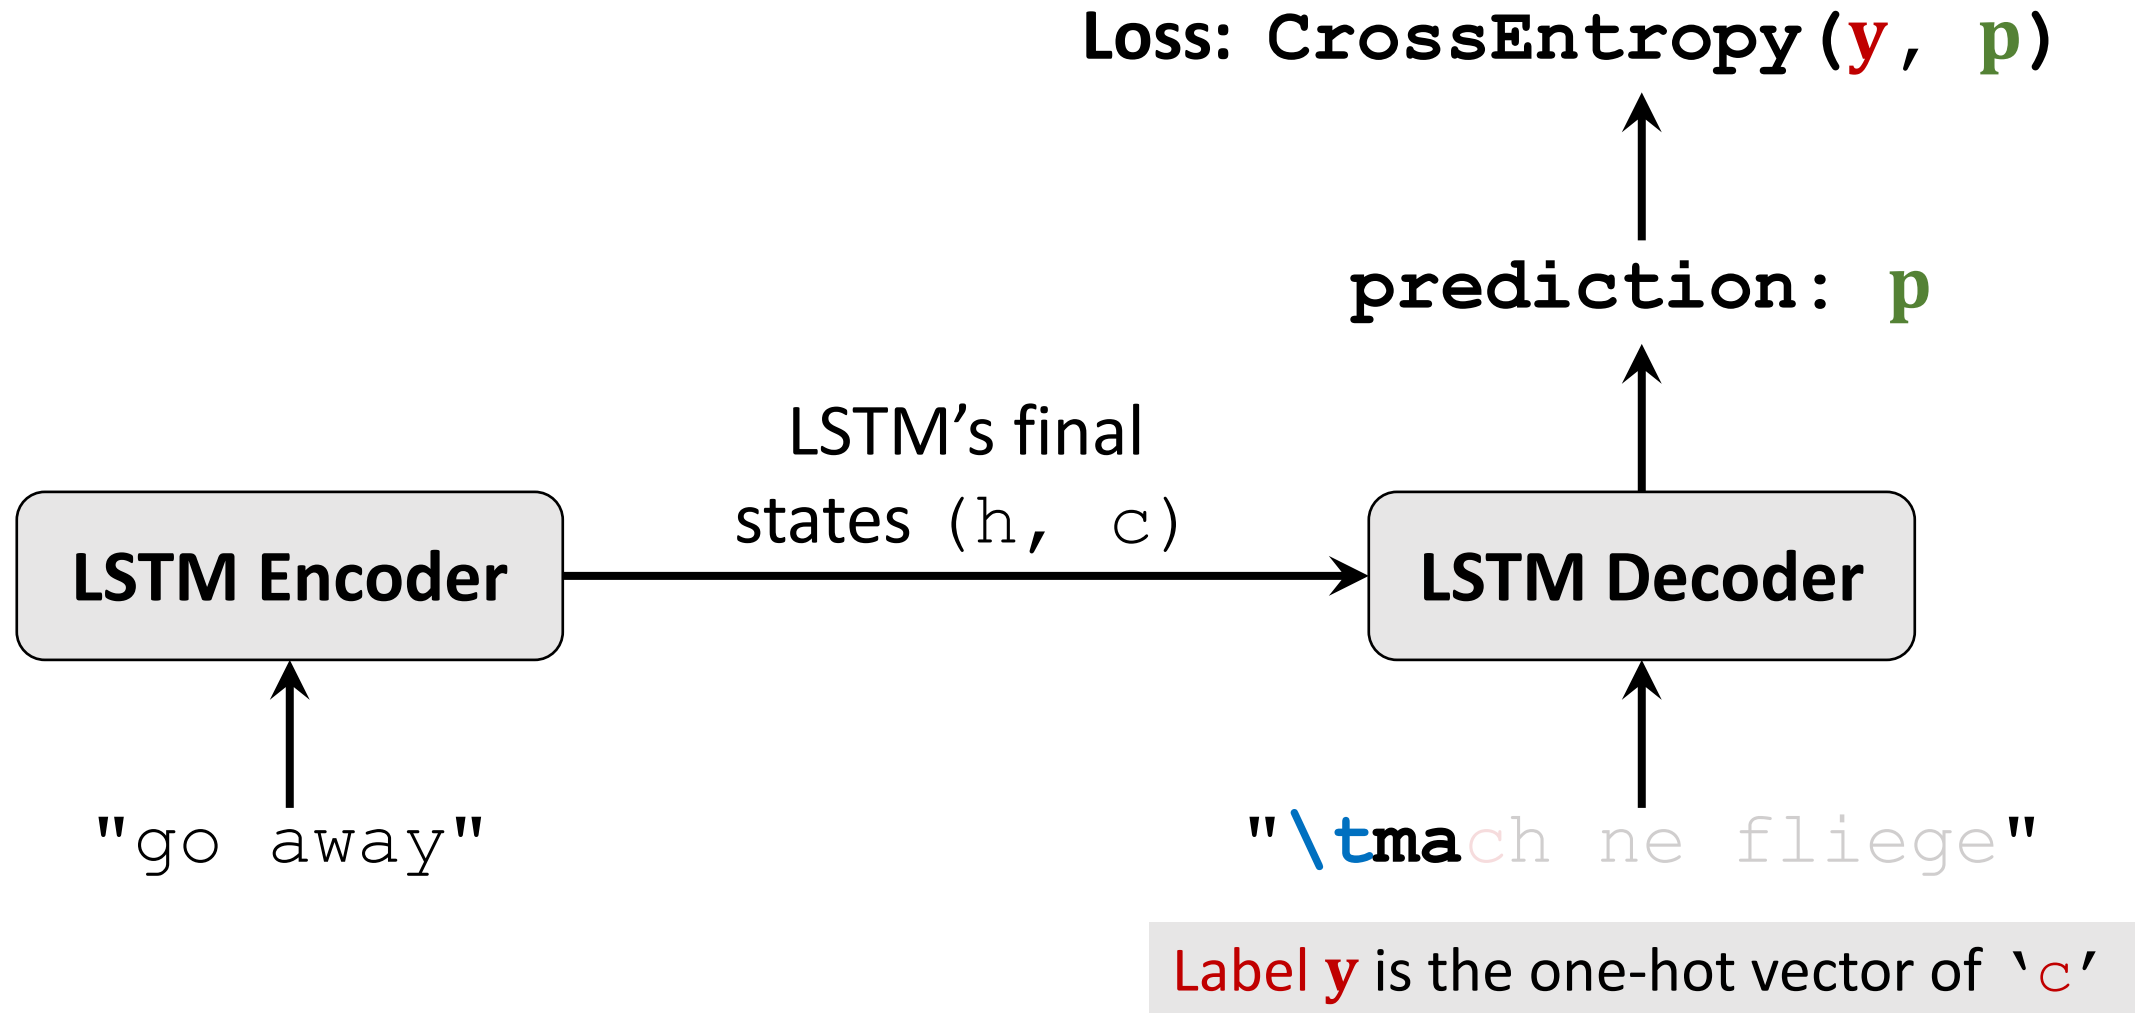 Loss: CrossEntropy(y, p)
prediction: p
LSTM’s final
states (h, c)
LSTM Encoder
LSTM Decoder
"go away"
"\tmach ne fliege"
Label y is the one-hot vector of ‘c’